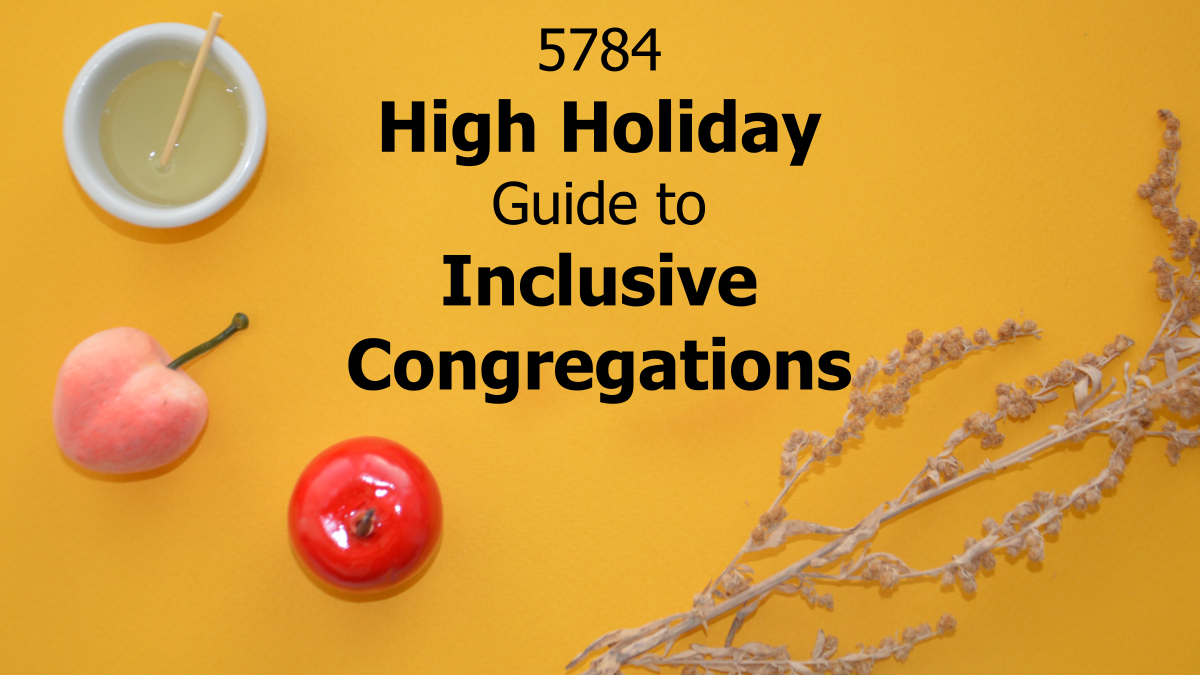 5784
High Holiday
Guide to
Inclusive
Congregations